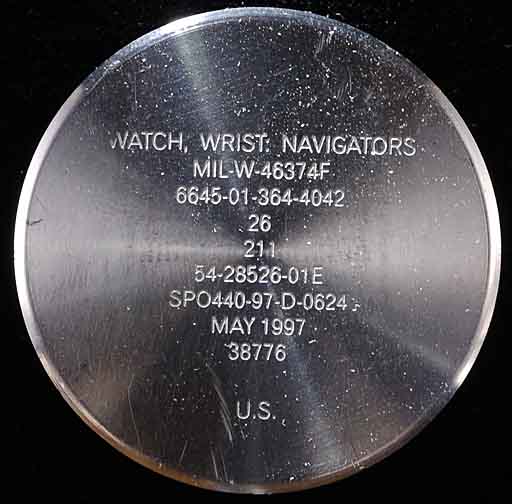 WATCH, WRIST: NAVIGATORS
MIL-W-46374F
6645-01-364-4042
26
211
54-28526-01E
SPO440-97-D-0624
MAY 1997
38776
U.S.